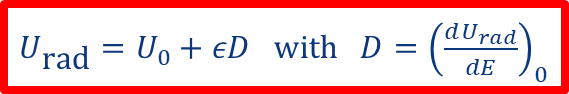 U_rad = U_0 + ϵD with D = (dU_rad/dE)_0